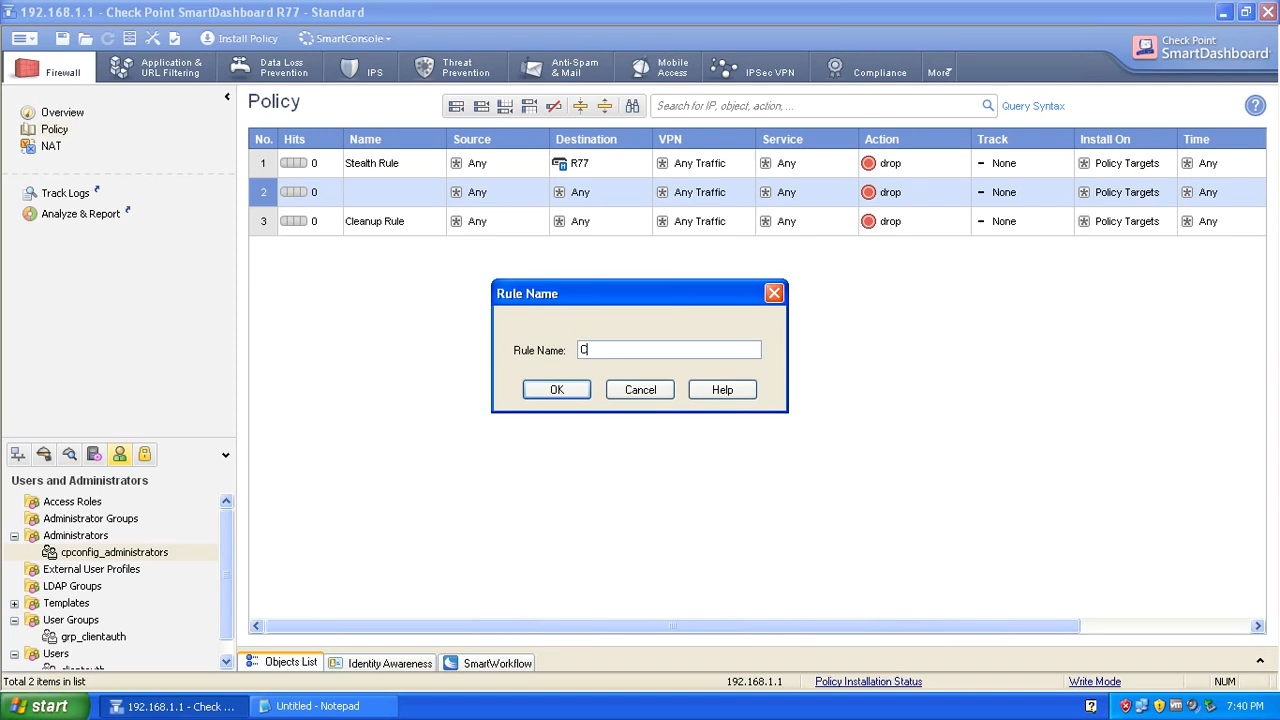 192.168.1.1 - Check Point SmartDashboard R77 - Standard
Install Policy
SmartConsole
Check Point
SmartDashboard
Firewall
Application &
URL Filtering
Data Loss
Prevention
IPS
Threat
Prevention
Anti-Spam
& Mail
Mobile
Access
IPSec VPN
Compliance
More
Overview
Policy
NAT
Track Logs
Analyze & Report
Policy
Search for IP, object, action, ...
Query Syntax
No. Hits Name Source Destination VPN Service Action Track Install On Time
1 0 Stealth Rule Any R77 Any Traffic Any drop None Policy Targets Any
2 0 Any Any Any Traffic Any drop None Policy Targets Any
3 0 Cleanup Rule Any Any Any Traffic Any drop None Policy Targets Any
Rule Name
Rule Name: C
OK Cancel Help
Users and Administrators
Access Roles
Administrator Groups
Administrators
cpconfig_administrators
External User Profiles
LDAP Groups
Templates
User Groups
grp_clientauth
Users
clientauth
Objects List Identity Awareness SmartWorkflow
Total 2 items in list 192.168.1.1 Policy Installation Status Write Mode NUM
start 192.168.1.1 - Check ... Untitled - Notepad 7:40 PM